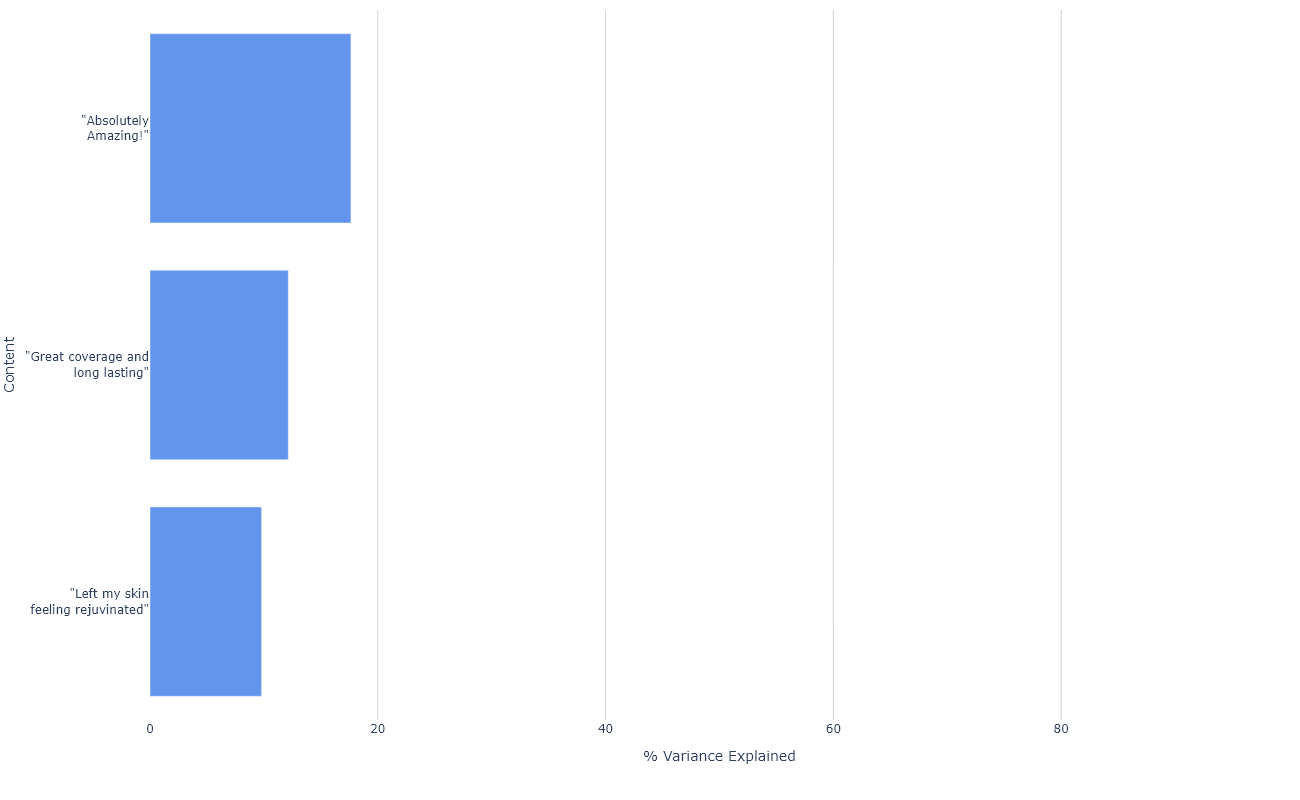 "Absolutely
Amazing!"
"Great coverage and
long lasting"
"Left my skin
feeling rejuvinated"
Content
0
20
40
60
80
% Variance Explained